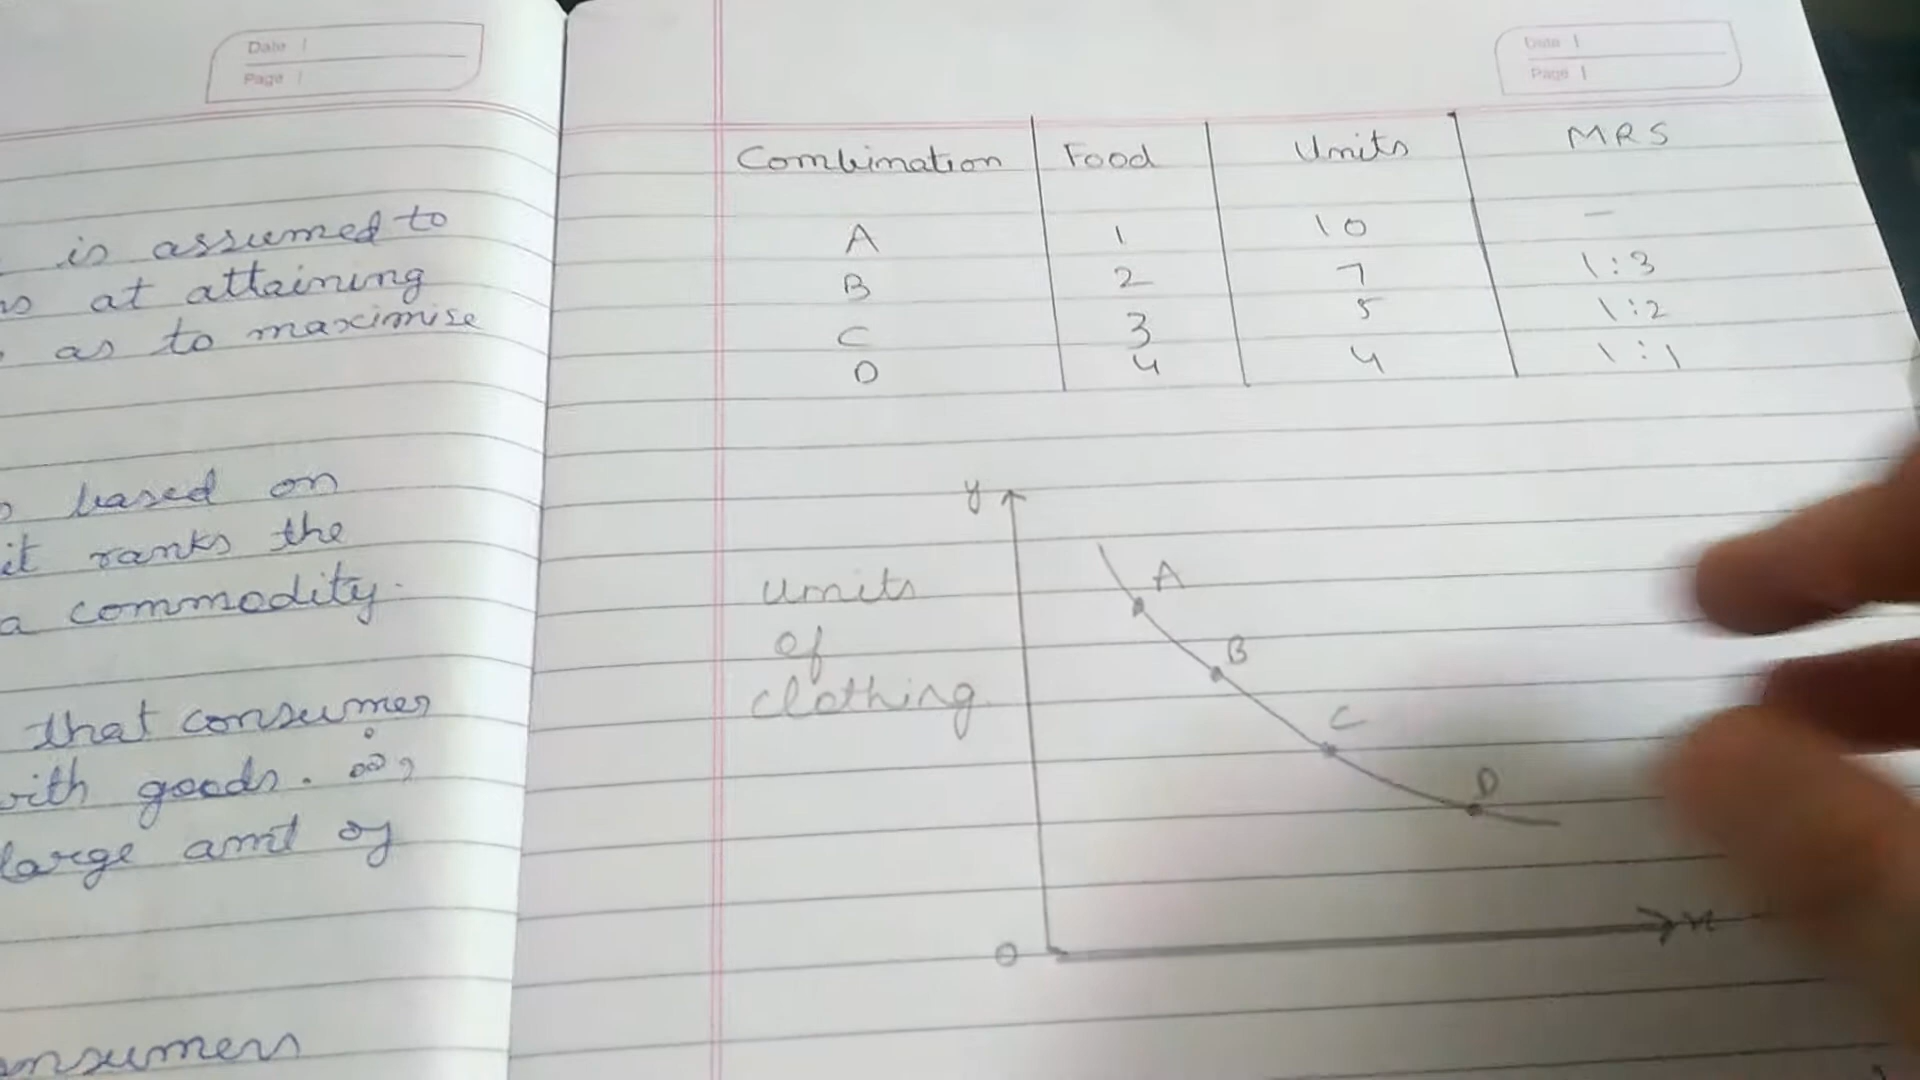 Date
Page
is assumed to
at attaining
as to maximise
based on
it ranks the
a commodity.
that consumer
with goods.
large amt of
Date
Page
Combination Food Units MRS
A 1 10 -
B 2 7 1:3
C 3 5 1:2
D 4 4 1:1
y
units
of
clothing
A
B
C
D
O
x